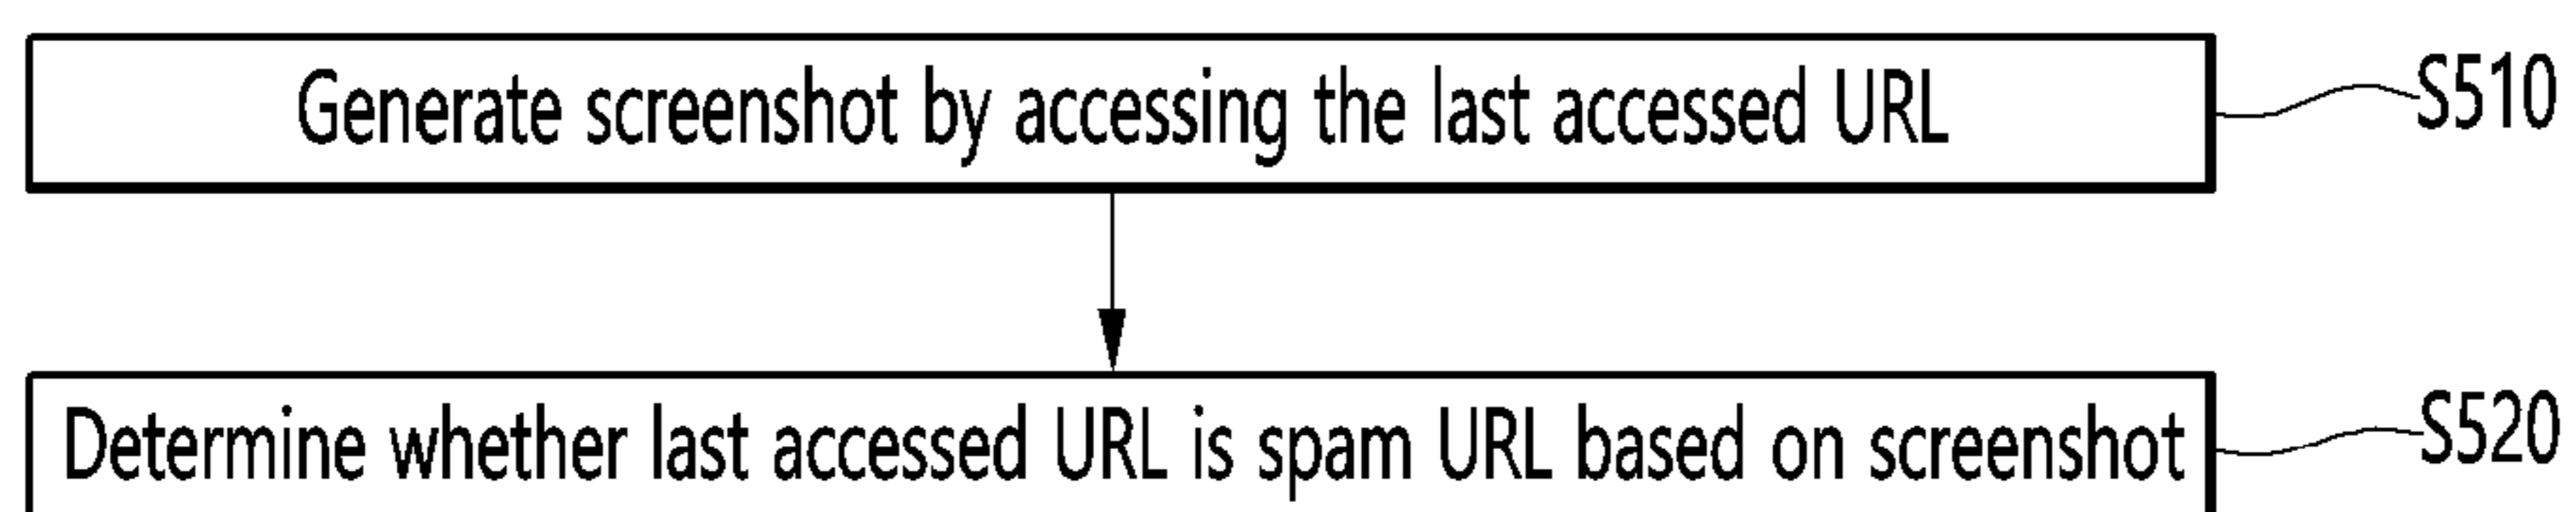 Generate screenshot by accessing the last accessed URL S510
Determine whether last accessed URL is spam URL based on screenshot S520